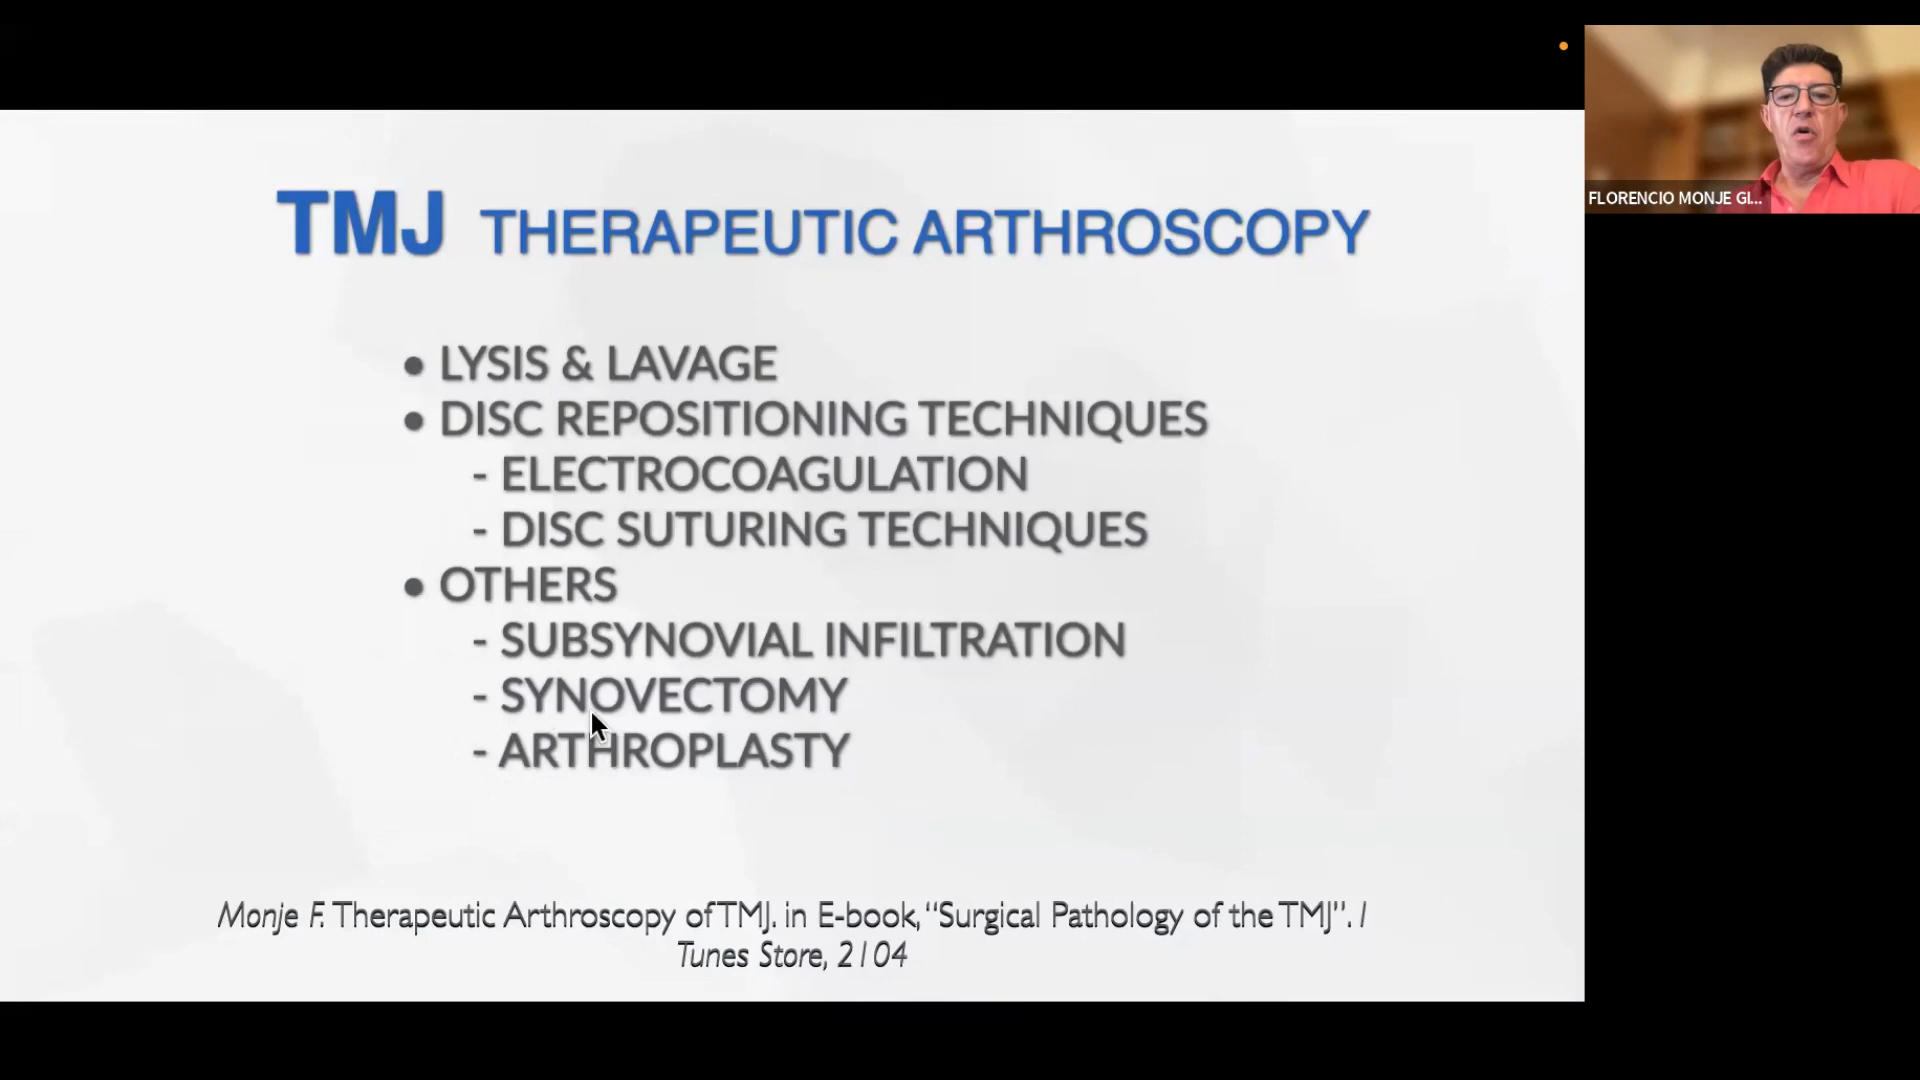 FLORENCIO MONJE GI...
TMJ THERAPEUTIC ARTHROSCOPY
• LYSIS & LAVAGE
• DISC REPOSITIONING TECHNIQUES
- ELECTROCOAGULATION
- DISC SUTURING TECHNIQUES
• OTHERS
- SUBSYNOVIAL INFILTRATION
- SYNOVECTOMY
- ARTHROPLASTY
Monje F. Therapeutic Arthroscopy of TMJ. in E-book, “Surgical Pathology of the TMJ”. I
Tunes Store, 2104